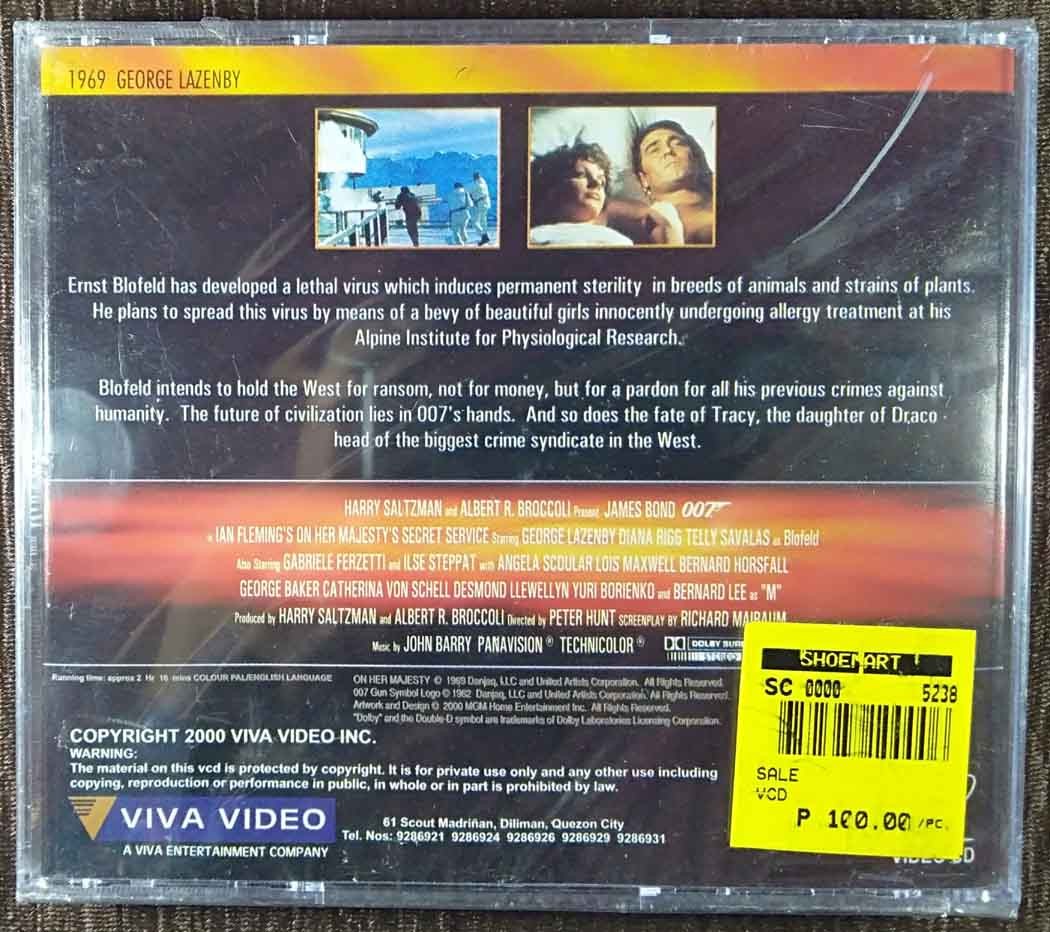 1969 GEORGE LAZENBY
Ernst Blofeld has developed a lethal virus which induces permanent sterility in breeds of animals and strains of plants.
He plans to spread this virus by means of a bevy of beautiful girls innocently undergoing allergy treatment at his
Alpine Institute for Physiological Research.
Blofeld intends to hold the West for ransom, not for money, but for a pardon for all his previous crimes against
humanity. The future of civilization lies in 007's hands. And so does the fate of Tracy, the daughter of Draco -
head of the biggest crime syndicate in the West.
HARRY SALTZMAN and ALBERT R. BROCCOLI Present JAMES BOND 007
in IAN FLEMING'S ON HER MAJESTY'S SECRET SERVICE Starring GEORGE LAZENBY DIANA RIGG TELLY SAVALAS as Blofeld
Also Starring GABRIELE FERZETTI and ILSE STEPPAT with ANGELA SCOULAR LOIS MAXWELL BERNARD HORSFALL
GEORGE BAKER CATHERINA VON SCHELL DESMOND LLEWELLYN YURI BORIENKO and BERNARD LEE as "M"
Produced by HARRY SALTZMAN and ALBERT R. BROCCOLI Directed by PETER HUNT SCREENPLAY BY RICHARD MAIBAUM
Music by JOHN BARRY PANAVISION® TECHNICOLOR® DOLBY SURR
STEREO
Running time: approx 2 Hr 16 mins COLOUR PAL/ENGLISH LANGUAGE
ON HER MAJESTY © 1969 Danjaq, LLC and United Artists Corporation. All Rights Reserved.
007 Gun Symbol Logo © 1962 Danjaq, LLC and United Artists Corporation. All Rights Reserved.
Artwork and Design © 2000 MGM Home Entertainment Inc. All Rights Reserved.
"Dolby" and the Double-D symbol are trademarks of Dolby Laboratories Licensing Corporation.
COPYRIGHT 2000 VIVA VIDEO INC.
WARNING:
The material on this vcd is protected by copyright. It is for private use only and any other use including
copying, reproduction or performance in public, in whole or in part is prohibited by law.
VIVA VIDEO
A VIVA ENTERTAINMENT COMPANY
61 Scout Madriñan, Diliman, Quezon City
Tel. Nos: 9286921 9286924 9286926 9286929 9286931
SHOEMART
SC 0000 5238
SALE
VCD
P 100.00 /PC.
VIDEO CD